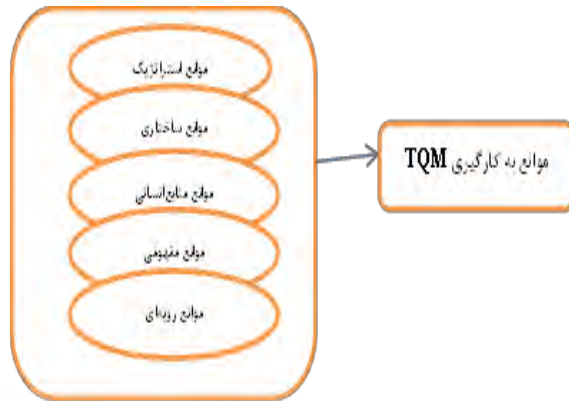 موانع استراتژیک
موانع ساختاری
موانع منابع انسانی
موانع مفهومی
موانع رویه‌ای
موانع به کارگیری TQM